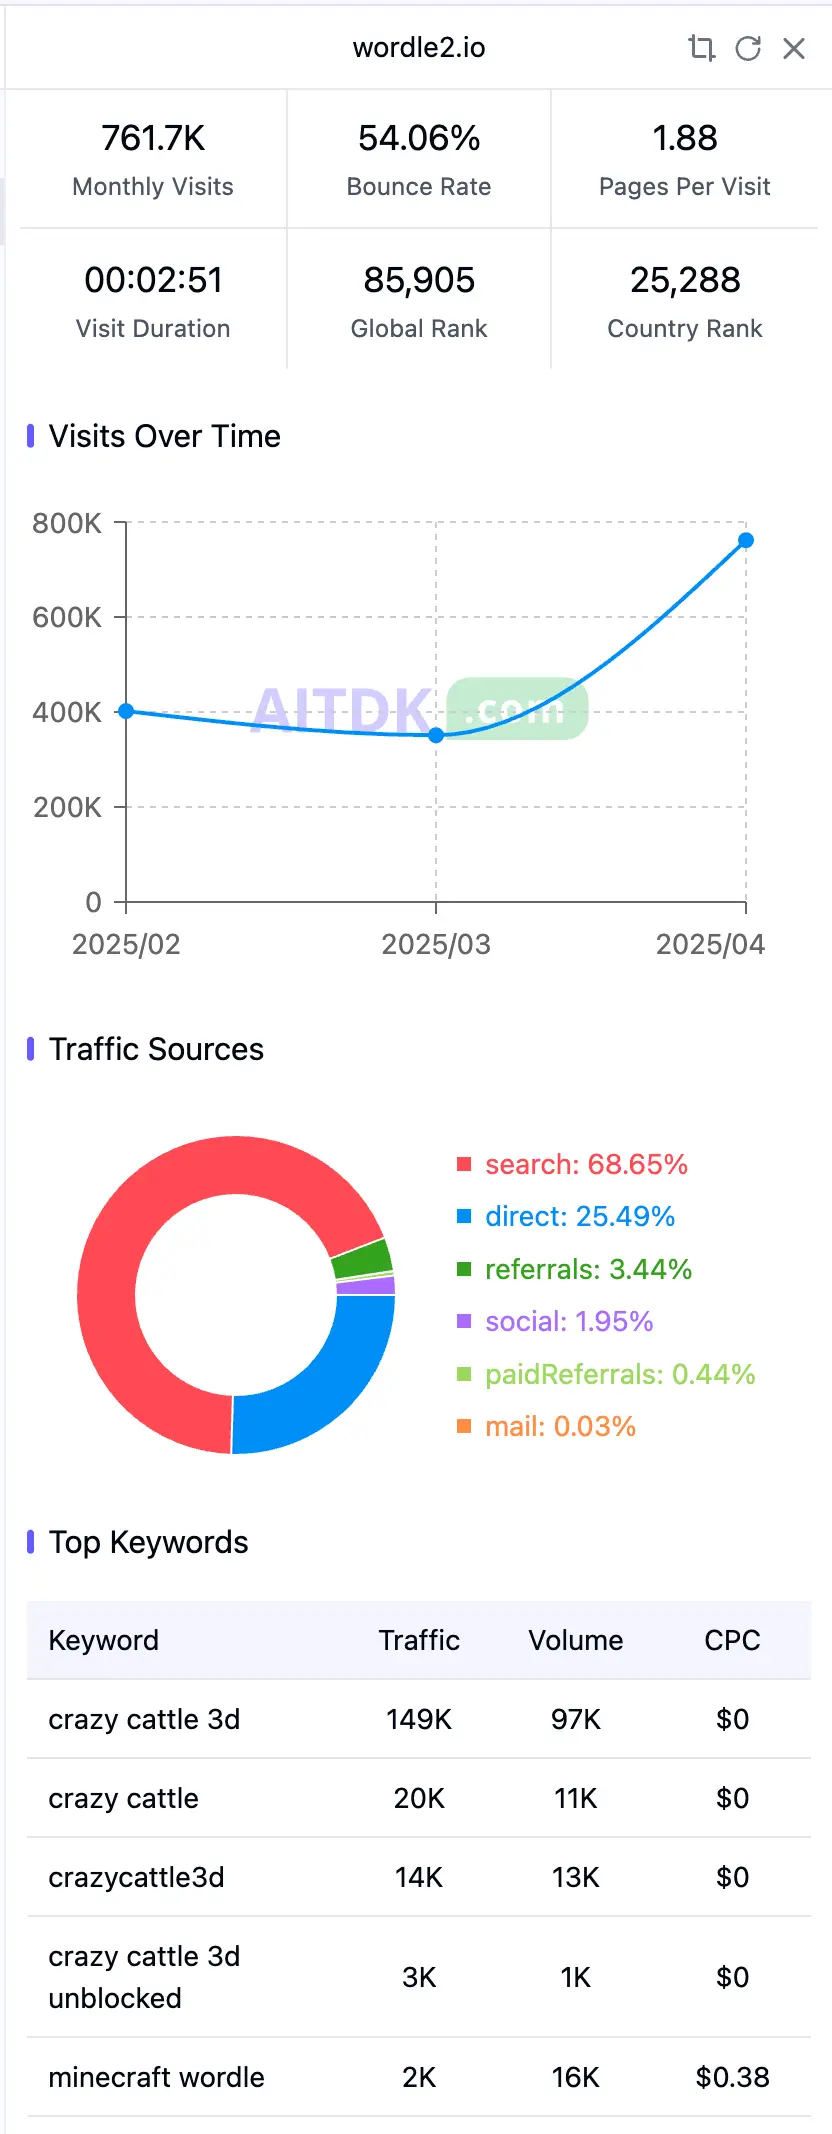 wordle2.io
761.7K
Monthly Visits
54.06%
Bounce Rate
1.88
Pages Per Visit
00:02:51
Visit Duration
85,905
Global Rank
25,288
Country Rank
Visits Over Time
800K
600K
400K
200K
0
2025/02
2025/03
2025/04
AITDK .com
Traffic Sources
search: 68.65%
direct: 25.49%
referrals: 3.44%
social: 1.95%
paidReferrals: 0.44%
mail: 0.03%
Top Keywords
Keyword Traffic Volume CPC
crazy cattle 3d 149K 97K $0
crazy cattle 20K 11K $0
crazycattle3d 14K 13K $0
crazy cattle 3d
unblocked 3K 1K $0
minecraft wordle 2K 16K $0.38